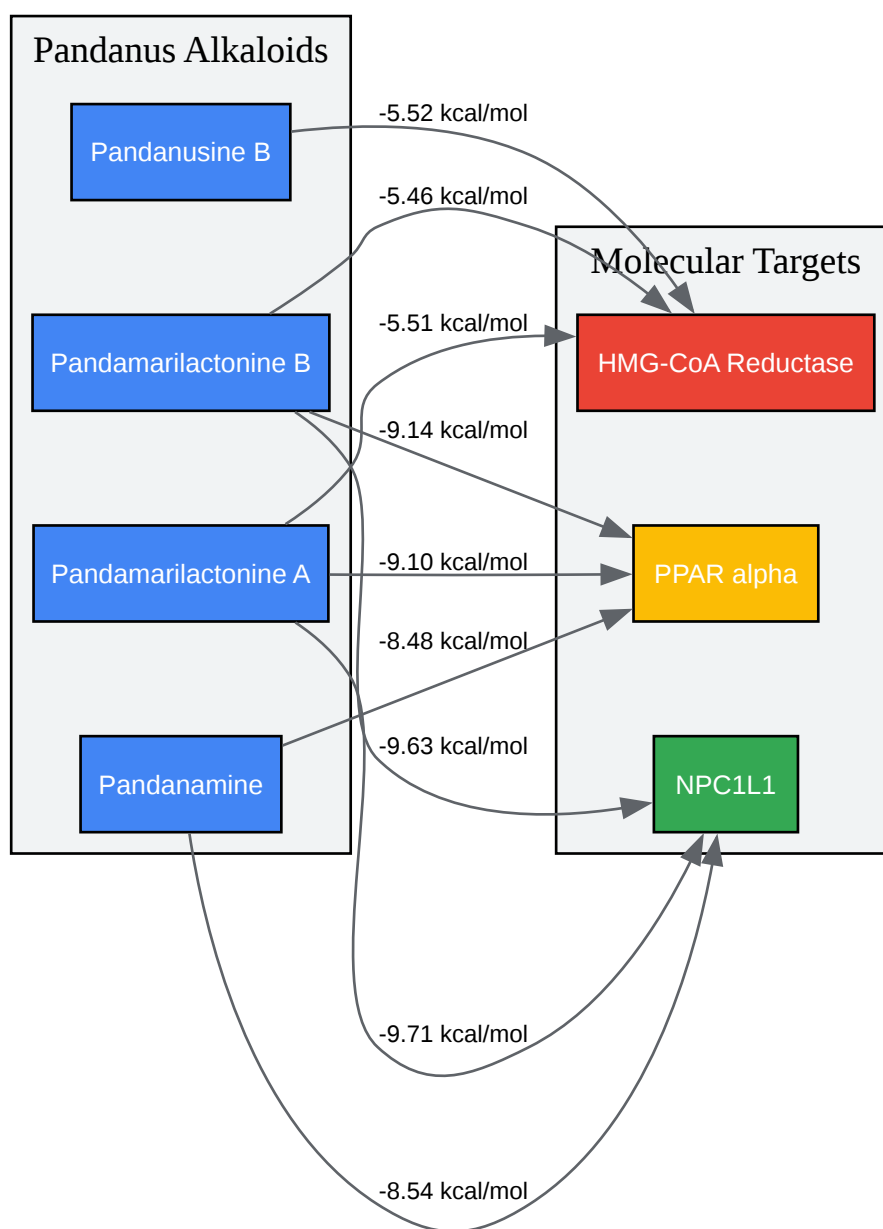 Pandanus Alkaloids
Pandanusine B
Pandamarilactonine B
Pandamarilactonine A
Pandanamine
-5.52 kcal/mol
-5.46 kcal/mol
-5.51 kcal/mol
-9.14 kcal/mol
-9.10 kcal/mol
-8.48 kcal/mol
-9.63 kcal/mol
-9.71 kcal/mol
-8.54 kcal/mol
Molecular Targets
HMG-CoA Reductase
PPAR alpha
NPC1L1